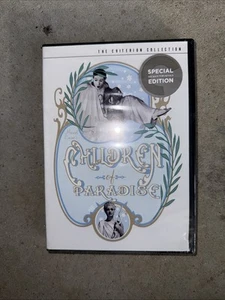 THE CRITERION COLLECTION
SPECIAL
EDITION
CHILDREN
of
PARADISE